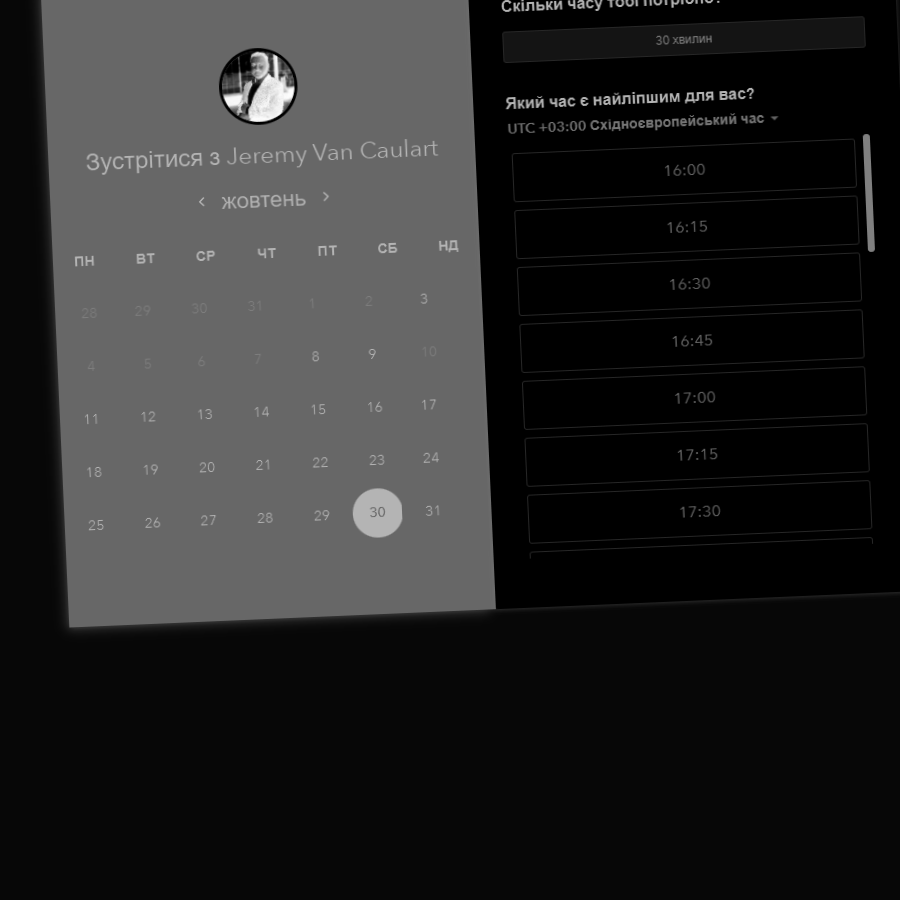 Зустрітися з Jeremy Van Caulart
‹ жовтень ›
ПН ВТ СР ЧТ ПТ СБ НД
28 29 30 31 1 2 3
4 5 6 7 8 9 10
11 12 13 14 15 16 17
18 19 20 21 22 23 24
25 26 27 28 29 30 31
Скільки часу тобі потрібно?
30 хвилин
Який час є найліпшим для вас?
UTC +03:00 Східноєвропейський час
16:00
16:15
16:30
16:45
17:00
17:15
17:30